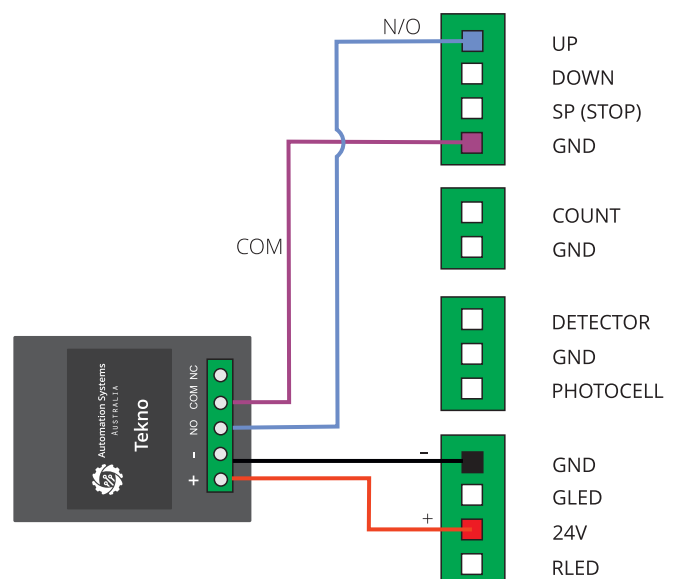 N/O
UP
DOWN
SP (STOP)
GND
COM
COUNT
GND
DETECTOR
GND
PHOTOCELL
Automation Systems
AUSTRALIA
Tekno
NC
COM
NO
-
+
-
GND
GLED
+
24V
RLED